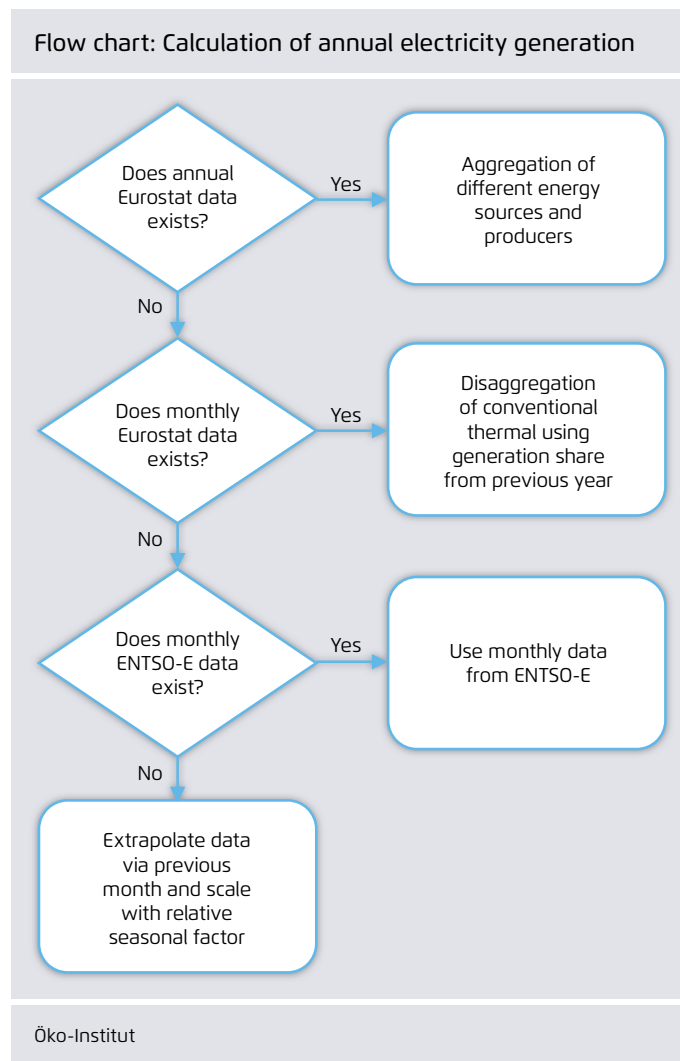 Flow chart: Calculation of annual electricity generation
Does annual
Eurostat data
exists?
Yes
Aggregation of
different energy
sources and
producers
No
Does monthly
Eurostat data
exists?
Yes
Disaggregation
of conventional
thermal using
generation share
from previous year
No
Does monthly
ENTSO-E data
exist?
Yes
Use monthly data
from ENTSO-E
No
Extrapolate data
via previous
month and scale
with relative
seasonal factor
Öko-Institut